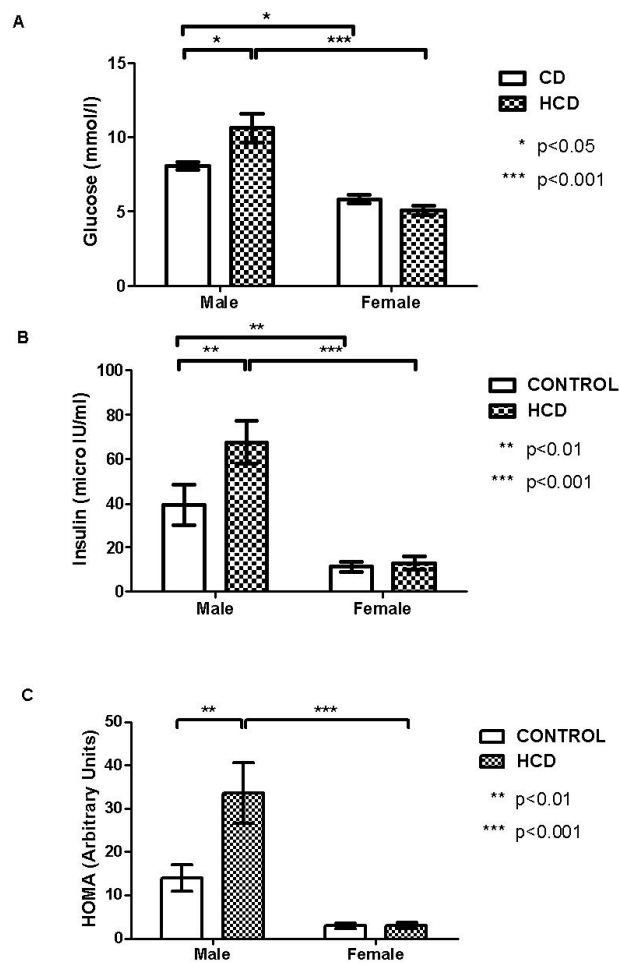 A
*
*
***
15
10
5
0
Glucose (mmol/l)
Male
Female
CD
HCD
* p<0.05
*** p<0.001
B
**
**
***
100
80
60
40
20
0
Insulin (micro IU/ml)
Male
Female
CONTROL
HCD
** p<0.01
*** p<0.001
C
**
***
50
40
30
20
10
0
HOMA (Arbitrary Units)
Male
Female
CONTROL
HCD
** p<0.01
*** p<0.001